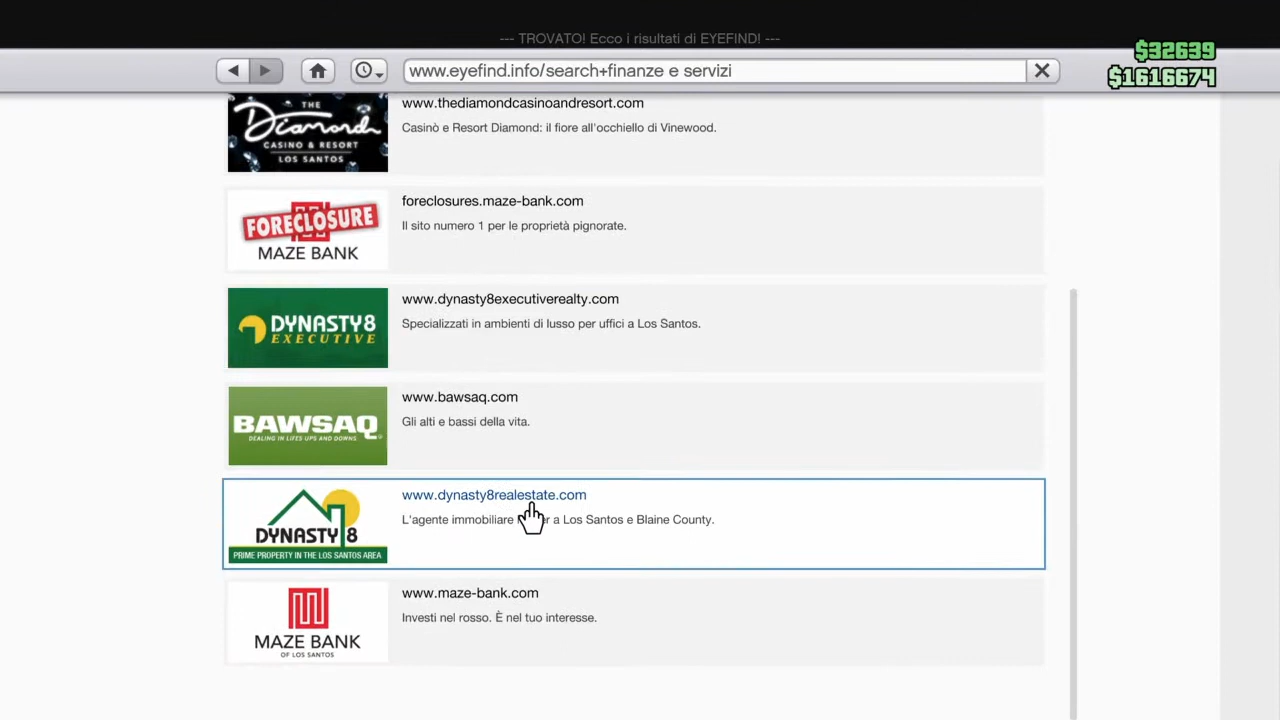 --- TROVATO! Ecco i risultati di EYEFIND! ---
$32639
www.eyefind.info/search+finanze e servizi
$1616674
THE
Diamond
CASINO & RESORT
LOS SANTOS
www.thediamondcasinoandresort.com
Casinò e Resort Diamond: il fiore all'occhiello di Vinewood.
FORECLOSURE
MAZE BANK
foreclosures.maze-bank.com
Il sito numero 1 per le proprietà pignorate.
DYNASTY8
EXECUTIVE
www.dynasty8executiverealty.com
Specializzati in ambienti di lusso per uffici a Los Santos.
BAWSAQ
DEALING IN LIFES UPS AND DOWNS
www.bawsaq.com
Gli alti e bassi della vita.
DYNASTY 8
PRIME PROPERTY IN THE LOS SANTOS AREA
www.dynasty8realestate.com
L'agente immobiliare a Los Santos e Blaine County.
MAZE BANK
OF LOS SANTOS
www.maze-bank.com
Investi nel rosso. È nel tuo interesse.